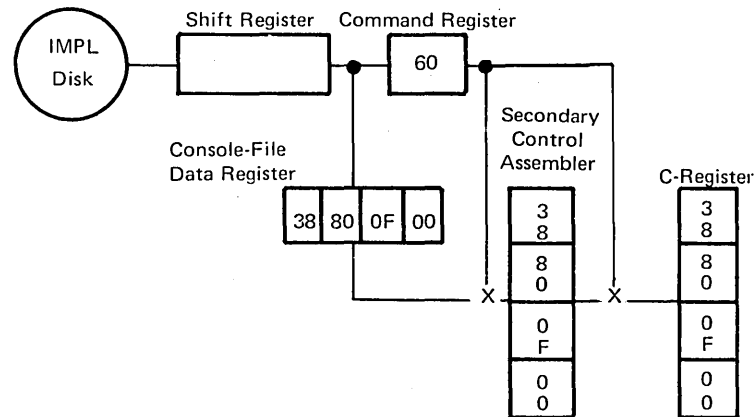 Shift Register
Command Register
IMPL
Disk
60
Secondary
Control
Assembler
Console-File
Data Register
C-Register
38 80 0F 00
3
8
8
0
0
F
0
0
3
8
8
0
0
F
0
0
X
X